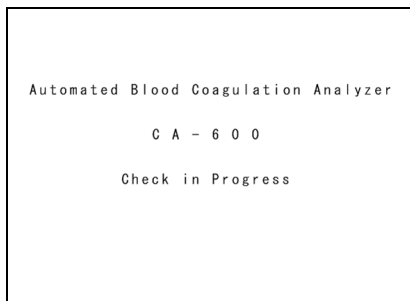 Automated Blood Coagulation Analyzer
CA-600
Check in Progress